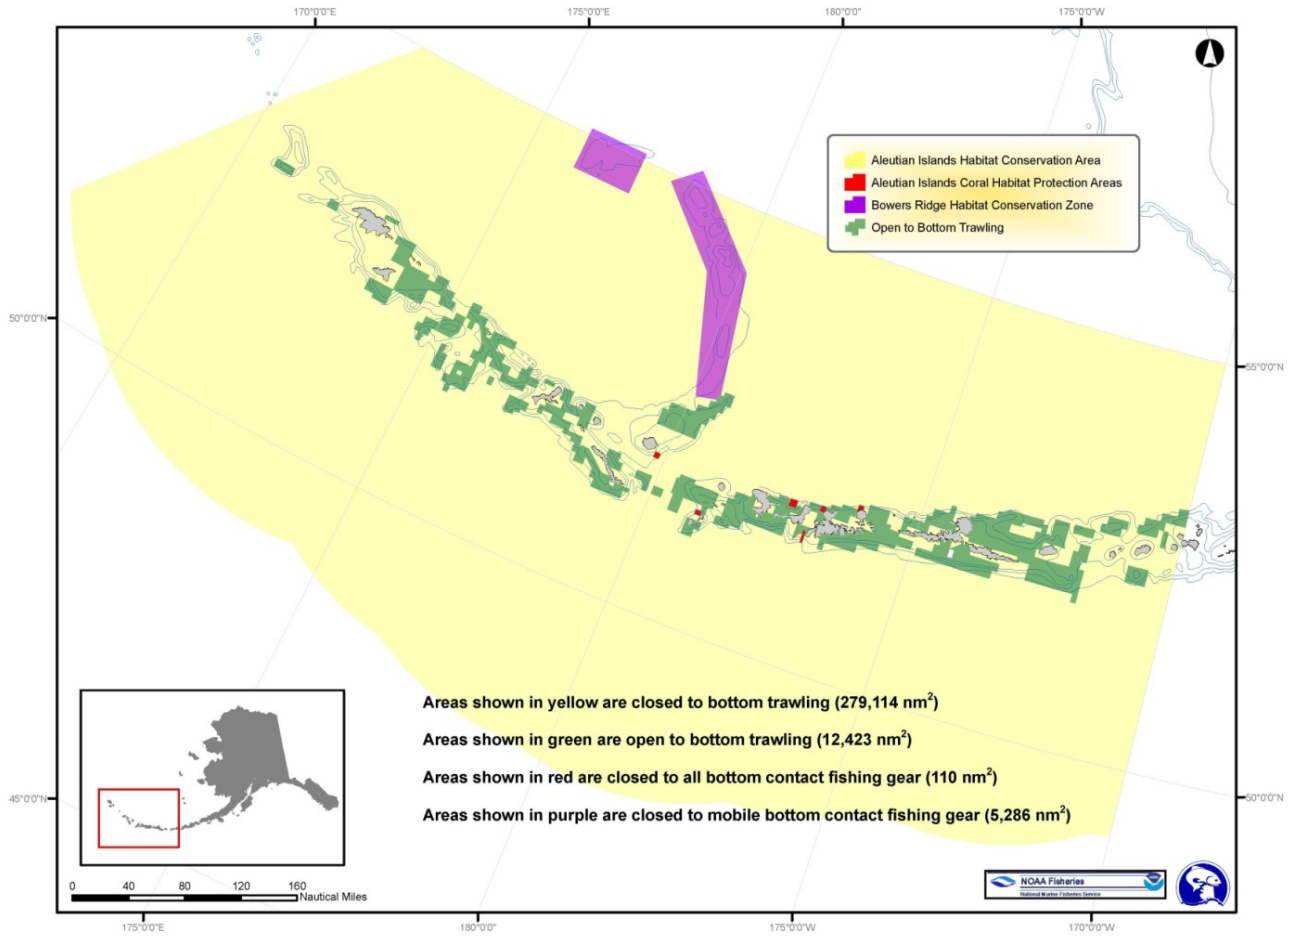 170°0'0"E 175°0'0"E 180°0'0" 175°0'0"W
Aleutian Islands Habitat Conservation Area
Aleutian Islands Coral Habitat Protection Areas
Bowers Ridge Habitat Conservation Zone
Open to Bottom Trawling
50°0'0"N
55°0'0"N
Areas shown in yellow are closed to bottom trawling (279,114 nm²)
Areas shown in green are open to bottom trawling (12,423 nm²)
Areas shown in red are closed to all bottom contact fishing gear (110 nm²)
Areas shown in purple are closed to mobile bottom contact fishing gear (5,286 nm²)
45°0'0"N
50°0'0"N
0 40 80 120 160
Nautical Miles
NOAA Fisheries
National Marine Fisheries Service
175°0'0"E 180°0'0" 175°0'0"W 170°0'0"W